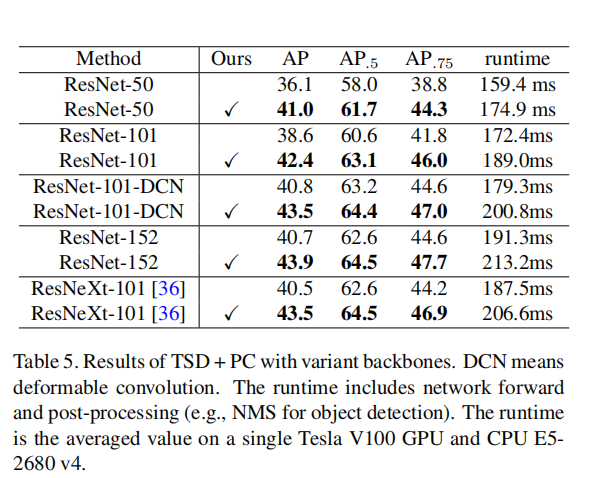 Method Ours AP AP.5 AP.75 runtime
ResNet-50 36.1 58.0 38.8 159.4 ms
ResNet-50 ✓ 41.0 61.7 44.3 174.9 ms
ResNet-101 38.6 60.6 41.8 172.4ms
ResNet-101 ✓ 42.4 63.1 46.0 189.0ms
ResNet-101-DCN 40.8 63.2 44.6 179.3ms
ResNet-101-DCN ✓ 43.5 64.4 47.0 200.8ms
ResNet-152 40.7 62.6 44.6 191.3ms
ResNet-152 ✓ 43.9 64.5 47.7 213.2ms
ResNeXt-101 [36] 40.5 62.6 44.2 187.5ms
ResNeXt-101 [36] ✓ 43.5 64.5 46.9 206.6ms
Table 5. Results of TSD + PC with variant backbones. DCN means
deformable convolution. The runtime includes network forward
and post-processing (e.g., NMS for object detection). The runtime
is the averaged value on a single Tesla V100 GPU and CPU E5-
2680 v4.